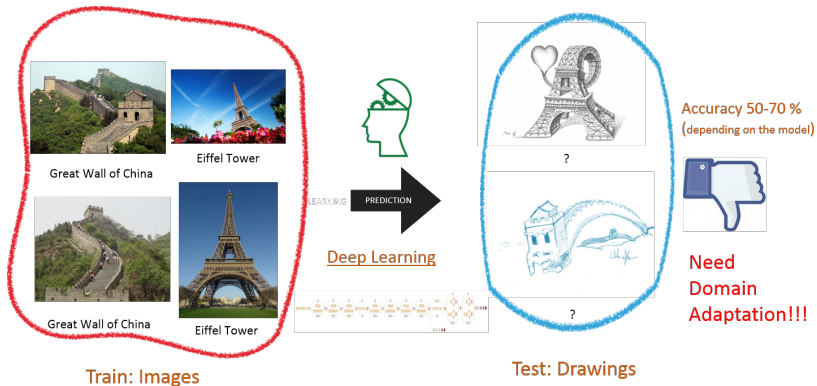 Great Wall of China
Eiffel Tower
Great Wall of China
Eiffel Tower
Train: Images
LEARNING
PREDICTION
Deep Learning
?
?
Test: Drawings
Accuracy 50-70 %
(depending on the model)
Need
Domain
Adaptation!!!